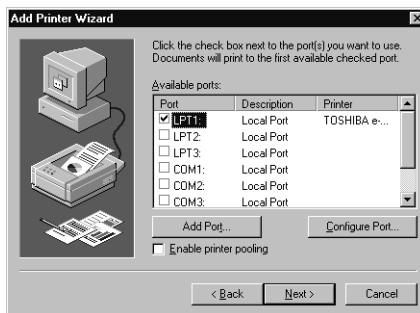 Add Printer Wizard
Click the check box next to the port(s) you want to use.
Documents will print to the first available checked port.
Available ports:
Port Description Printer
LPT1: Local Port TOSHIBA e-...
LPT2: Local Port
LPT3: Local Port
COM1: Local Port
COM2: Local Port
COM3: Local Port
Add Port... Configure Port...
Enable printer pooling
< Back Next > Cancel